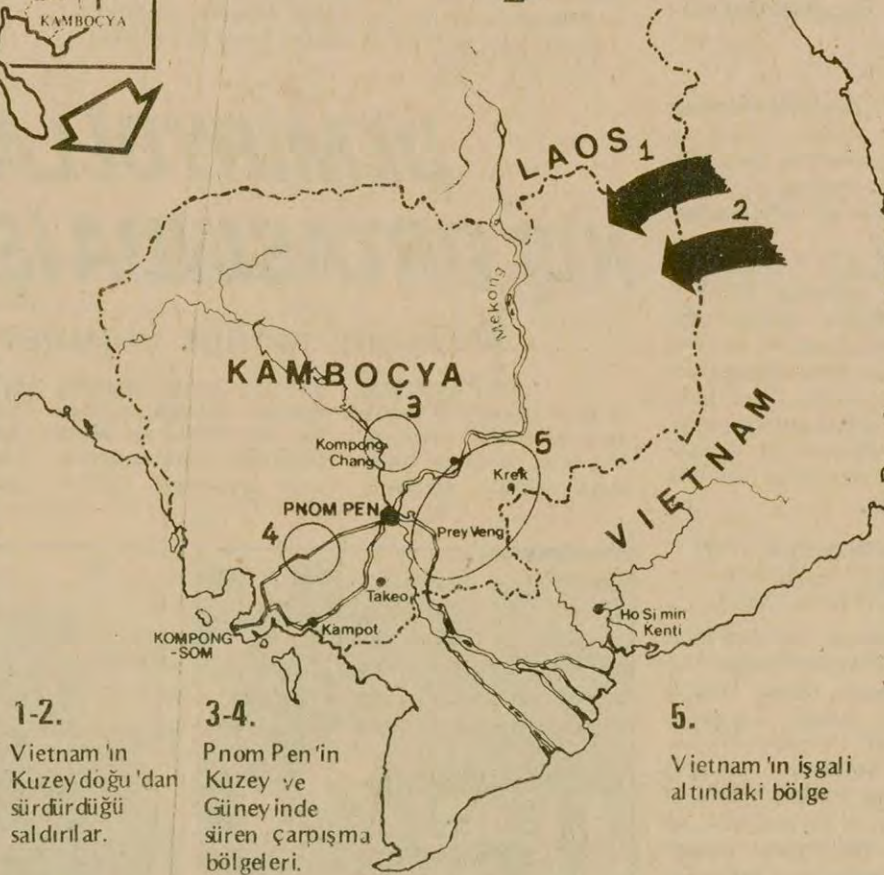 KAMBOÇYA
LAOS
1
2
Mekong
KAMBOÇYA
3
Kompong
Chang
5
Krek
VIETNAM
PNOM PEN
4
Prey Veng
Takeo
Ho Si min
Kenti
Kampot
KOMPONG
-SOM
1-2.
Vietnam'ın
Kuzeydoğu'dan
sürdürdüğü
saldırılar.
3-4.
Pnom Pen'in
Kuzey ve
Güneyinde
süren çarpışma
bölgeleri.
5.
Vietnam'ın işgali
altındaki bölge